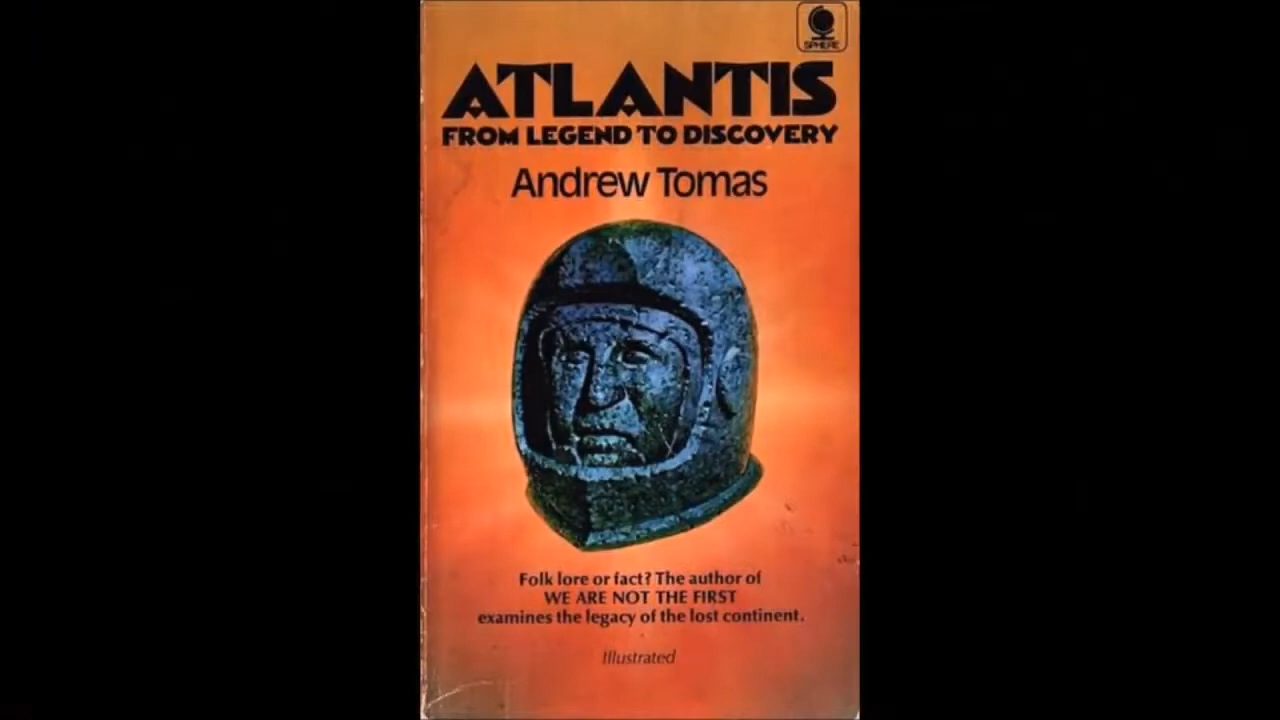 SPHERE
ATLANTIS
FROM LEGEND TO DISCOVERY
Andrew Tomas
Folk lore or fact? The author of
WE ARE NOT THE FIRST
examines the legacy of the lost continent.
Illustrated